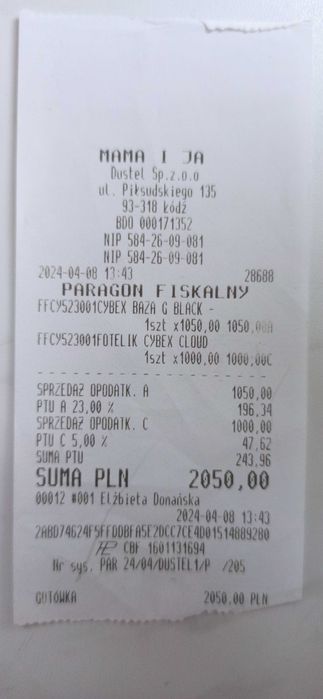 MAMA I JA
Dustel Sp.z.o.o
ul. Piłsudskiego 135
93-318 Łódź
BDO 000171352
NIP 584-26-09-081
NIP 584-26-09-081
2024-04-08 13:43 28688
PARAGON FISKALNY
FFCY523001CYBEX BAZA G BLACK -
1szt x1050,00 1050,00A
FFCY523001FOTELIK CYBEX CLOUD
1szt x1000,00 1000,00C
SPRZEDAŻ OPODATK. A 1050,00
PTU A 23,00 % 196,34
SPRZEDAŻ OPODATK. C 1000,00
PTU C 5,00 % 47,62
SUMA PTU 243,96
SUMA PLN 2050,00
00012 #001 Elżbieta Donańska
2024-04-08 13:43
2ABD74624F5FFDDBFA5E2DCC7CE4D01514889280
CBF 1601131694
Nr sys. PAR 24/04/DUSTEL1/P /205
GOTÓWKA 2050,00 PLN